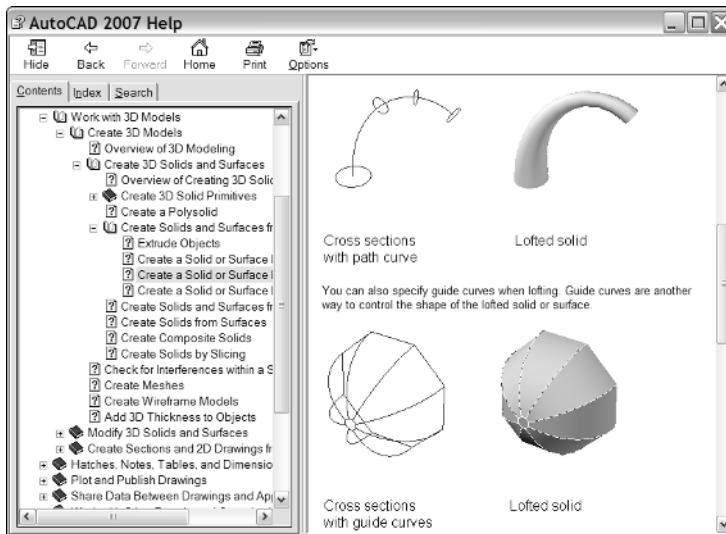 AutoCAD 2007 Help
Hide Back Forward Home Print Options
Contents Index Search
Work with 3D Models
Create 3D Models
Overview of 3D Modeling
Create 3D Solids and Surfaces
Overview of Creating 3D Solic
Create 3D Solid Primitives
Create a Polysolid
Create Solids and Surfaces fr
Extrude Objects
Create a Solid or Surface
Create a Solid or Surface
Create a Solid or Surface
Create Solids and Surfaces fr
Create Solids from Surfaces
Create Composite Solids
Create Solids by Slicing
Check for Interferences within a S
Create Meshes
Create Wireframe Models
Add 3D Thickness to Objects
Modify 3D Solids and Surfaces
Create Sections and 2D Drawings fr
Hatches, Notes, Tables, and Dimensio
Plot and Publish Drawings
Share Data Between Drawings and App
Cross sections
with path curve
Lofted solid
You can also specify guide curves when lofting. Guide curves are another
way to control the shape of the lofted solid or surface.
Cross sections
with guide curves
Lofted solid